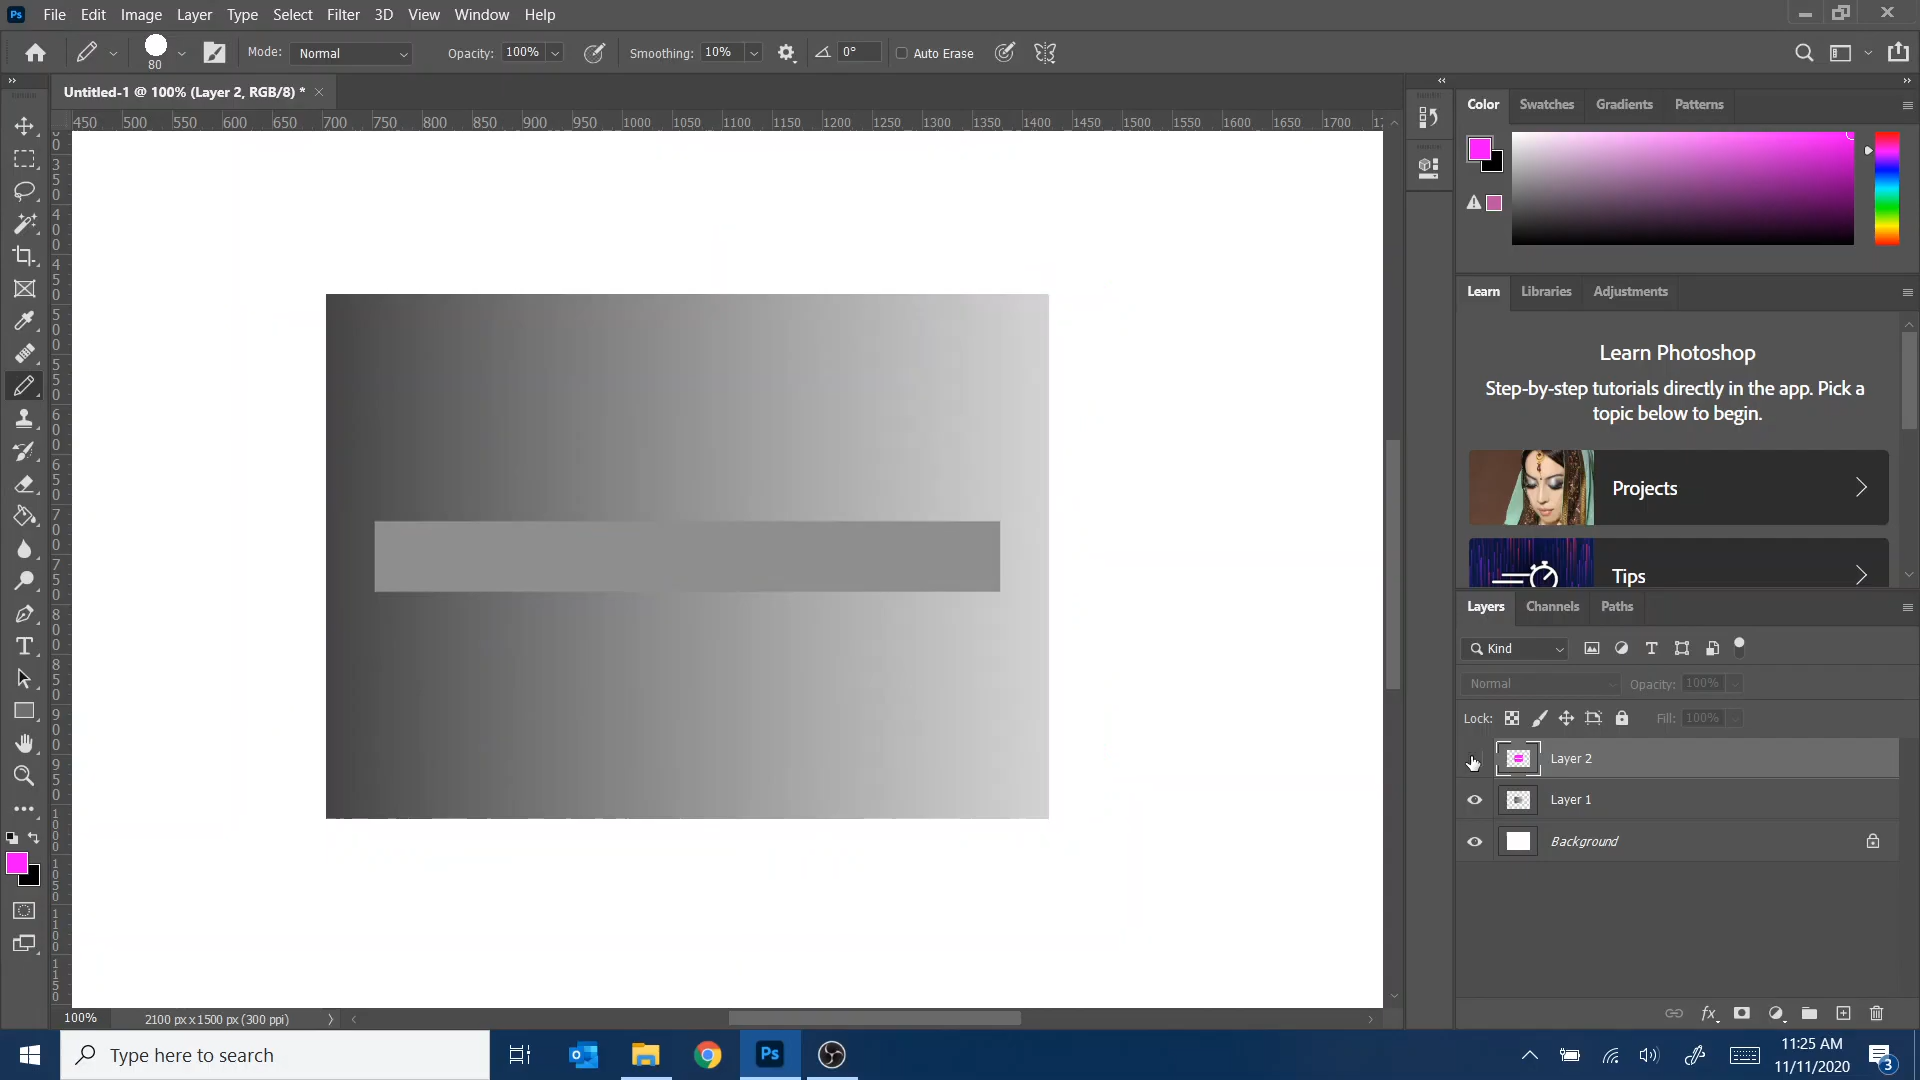 Ps File Edit Image Layer Type Select Filter 3D View Window Help
80 Mode: Normal Opacity: 100% Smoothing: 10% 0° Auto Erase
Untitled-1 @ 100% (Layer 2, RGB/8) *
450 500 550 600 650 700 750 800 850 900 950 1000 1050 1100 1150 1200 1250 1300 1350 1400 1450 1500 1550 1600 1650 1700
Color Swatches Gradients Patterns
Learn Libraries Adjustments
Learn Photoshop
Step-by-step tutorials directly in the app. Pick a
topic below to begin.
Projects
Tips
Layers Channels Paths
Kind
Normal Opacity: 100%
Lock: Fill: 100%
Layer 2
Layer 1
Background
100% 2100 px x 1500 px (300 ppi)
Type here to search
Ps
11:25 AM
11/11/2020
3